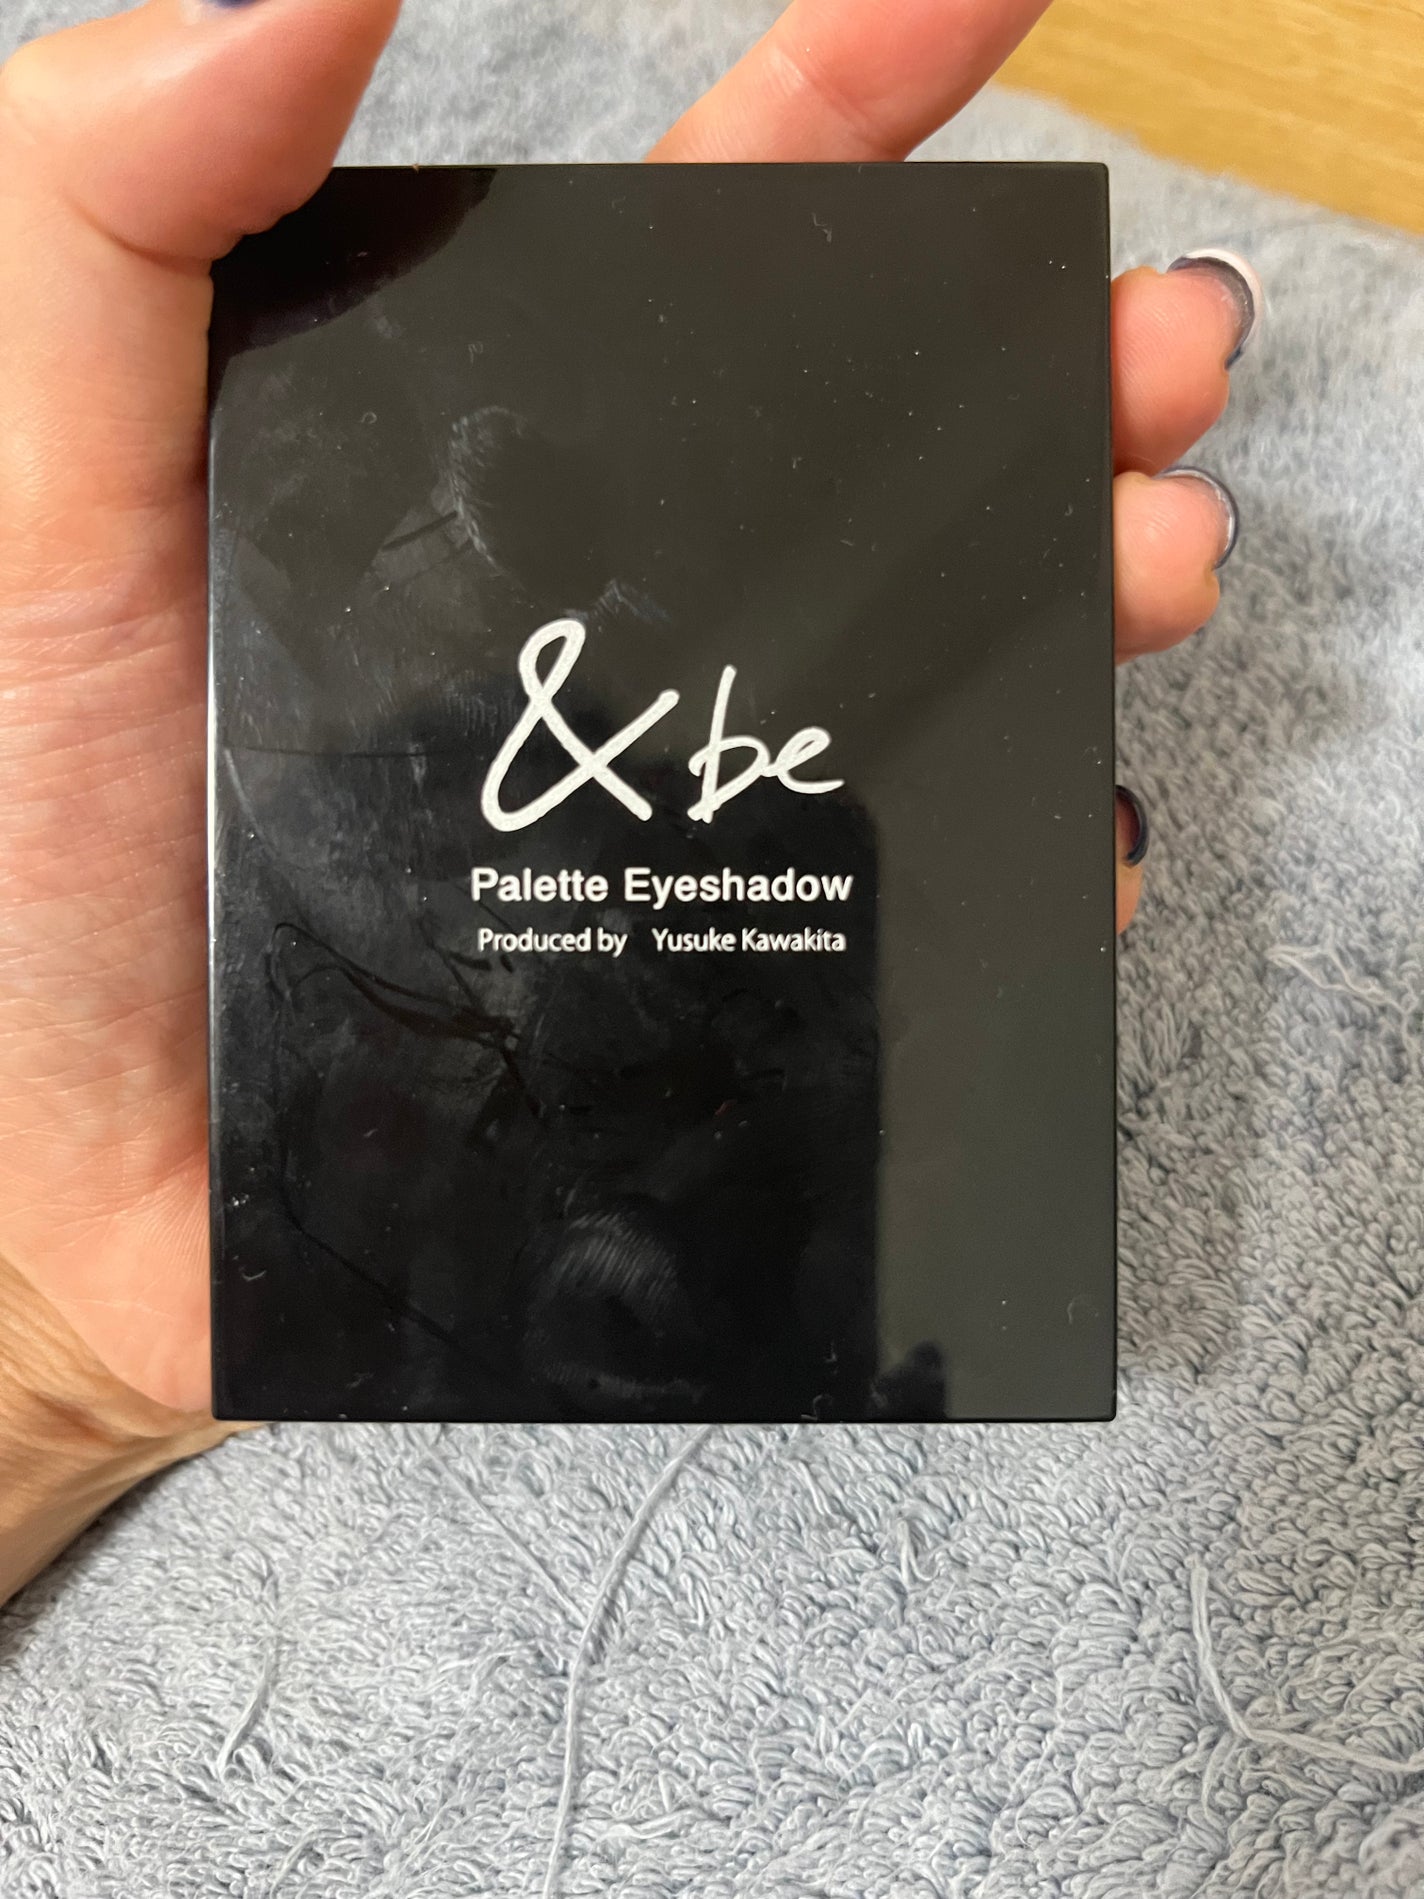 &be
Palette Eyeshadow
Produced by Yusuke Kawakita